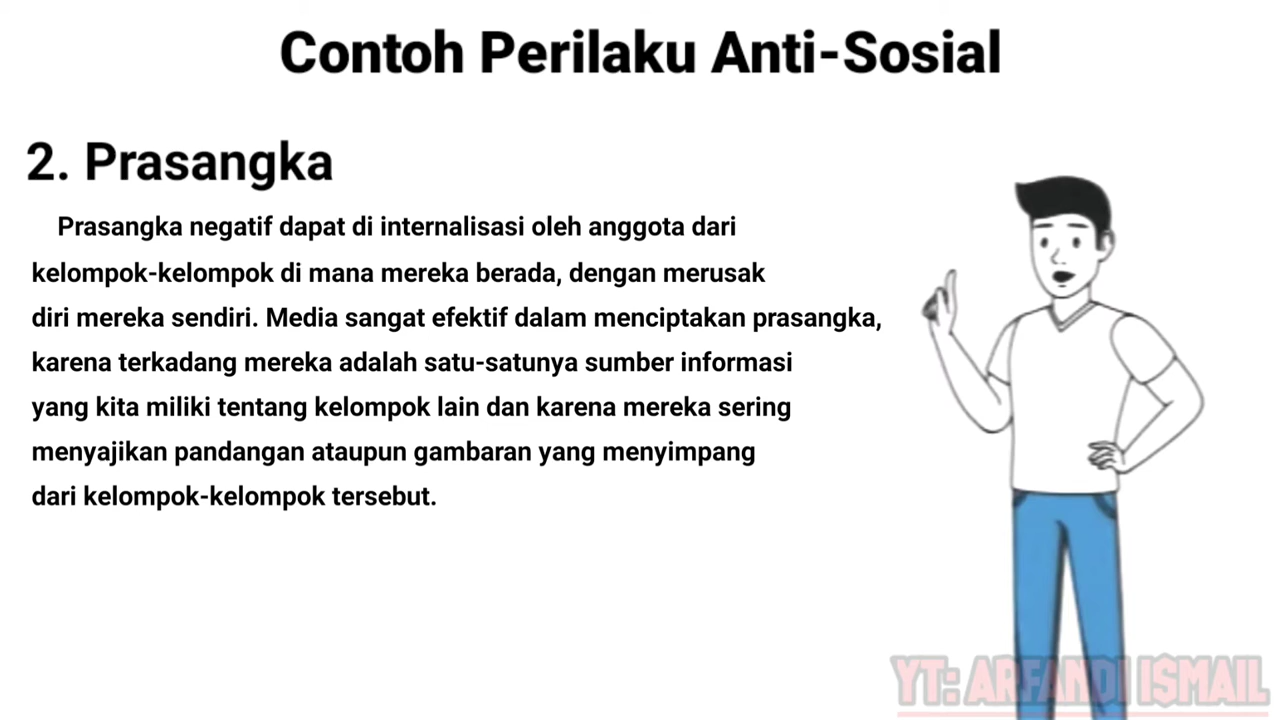 Contoh Perilaku Anti-Sosial
2. Prasangka
Prasangka negatif dapat di internalisasi oleh anggota dari
kelompok-kelompok di mana mereka berada, dengan merusak
diri mereka sendiri. Media sangat efektif dalam menciptakan prasangka,
karena terkadang mereka adalah satu-satunya sumber informasi
yang kita miliki tentang kelompok lain dan karena mereka sering
menyajikan pandangan ataupun gambaran yang menyimpang
dari kelompok-kelompok tersebut.
YT: ARFANDI ISMAIL